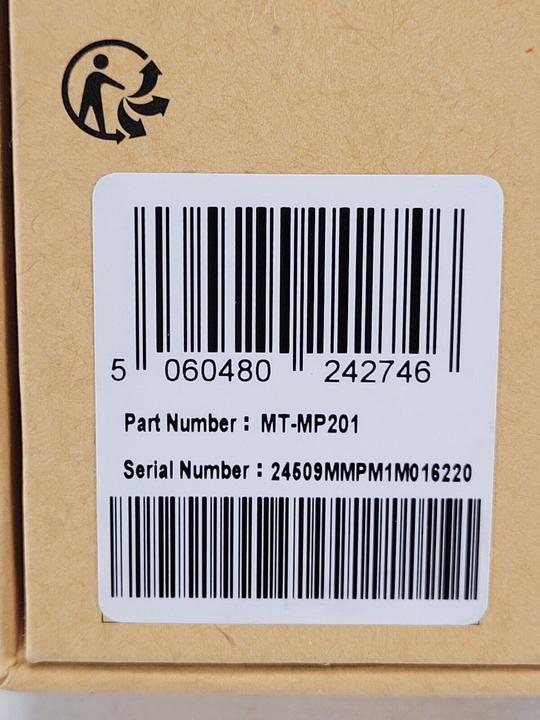 5 060480 242746
Part Number : MT-MP201
Serial Number : 24509MMPM1M016220